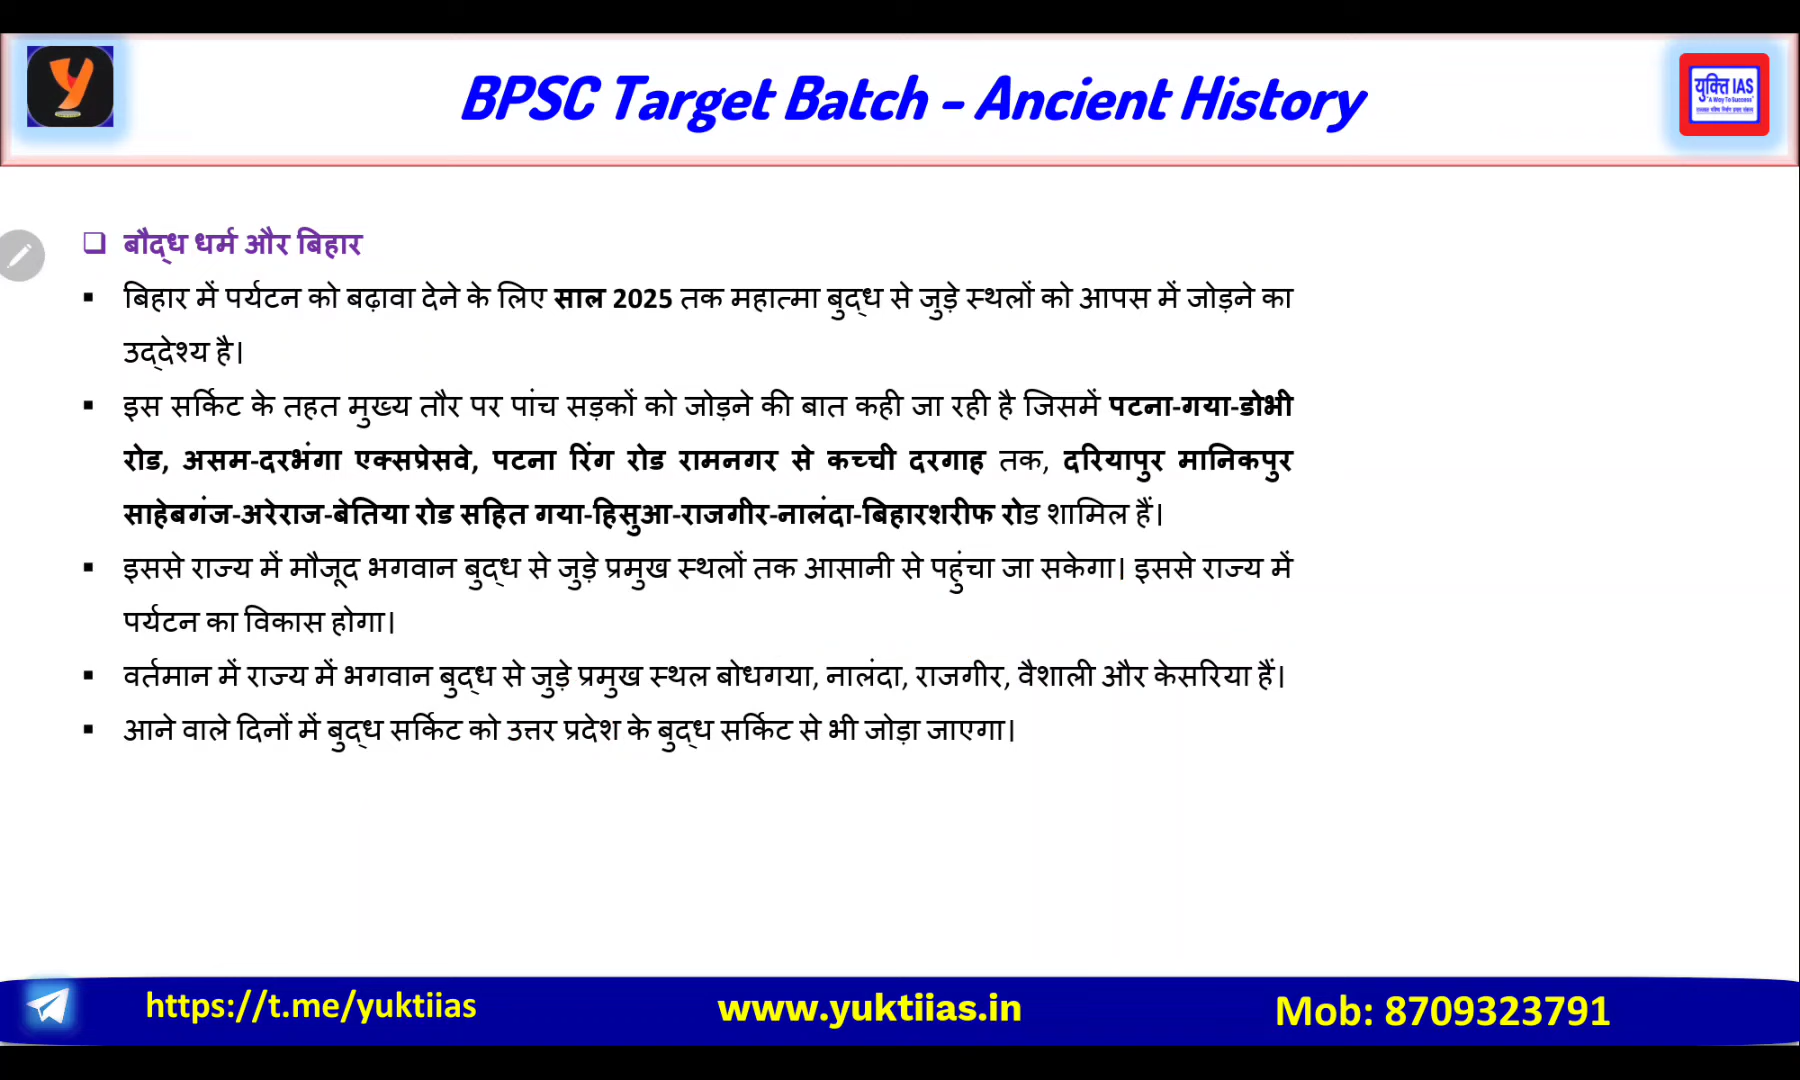 BPSC Target Batch - Ancient History
युक्ति IAS
"A Way To Success"
बौद्ध धर्म और बिहार
बिहार में पर्यटन को बढ़ावा देने के लिए साल 2025 तक महात्मा बुद्ध से जुड़े स्थलों को आपस में जोड़ने का
उद्देश्य है।
इस सर्किट के तहत मुख्य तौर पर पांच सड़कों को जोड़ने की बात कही जा रही है जिसमें पटना-गया-डोभी
रोड, असम-दरभंगा एक्सप्रेसवे, पटना रिंग रोड रामनगर से कच्ची दरगाह तक, दरियापुर मानिकपुर
साहेबगंज-अरेराज-बेतिया रोड सहित गया-हिसुआ-राजगीर-नालंदा-बिहारशरीफ रोड शामिल हैं।
इससे राज्य में मौजूद भगवान बुद्ध से जुड़े प्रमुख स्थलों तक आसानी से पहुंचा जा सकेगा। इससे राज्य में
पर्यटन का विकास होगा।
वर्तमान में राज्य में भगवान बुद्ध से जुड़े प्रमुख स्थल बोधगया, नालंदा, राजगीर, वैशाली और केसरिया हैं।
आने वाले दिनों में बुद्ध सर्किट को उत्तर प्रदेश के बुद्ध सर्किट से भी जोड़ा जाएगा।
https://t.me/yuktiias
www.yuktiias.in
Mob: 8709323791